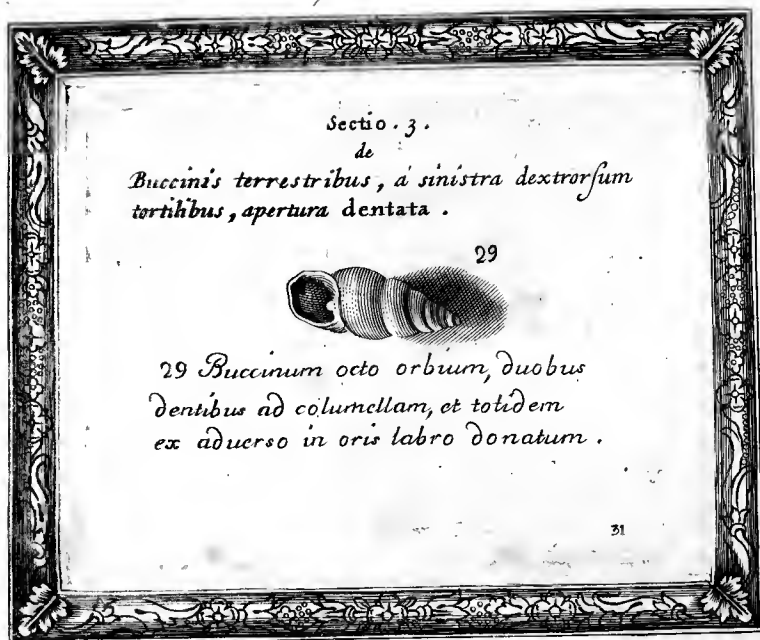 Sectio . 3 .
de
Buccinis terrestribus, a sinistra dextrorsum
tortilibus, apertura dentata .
29
29 Buccinum octo orbium, duobus
dentibus ad columellam, et totidem
ex aduerso in oris labro donatum .
31